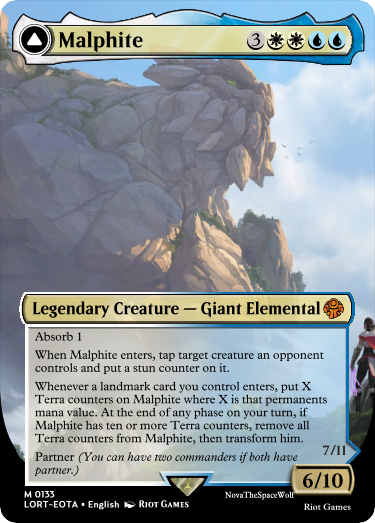 Malphite 3
Legendary Creature — Giant Elemental
Absorb 1
When Malphite enters, tap target creature an opponent
controls and put a stun counter on it.
Whenever a landmark card you control enters, put X
Terra counters on Malphite where X is that permanents
mana value. At the end of any phase on your turn, if
Malphite has ten or more Terra counters, remove all
Terra counters from Malphite, then transform him.
Partner (You can have two commanders if both have
partner.)
7/11
6/10
M 0133
LORT-EOTA • English Riot Games
NovaTheSpaceWolf
Riot Games